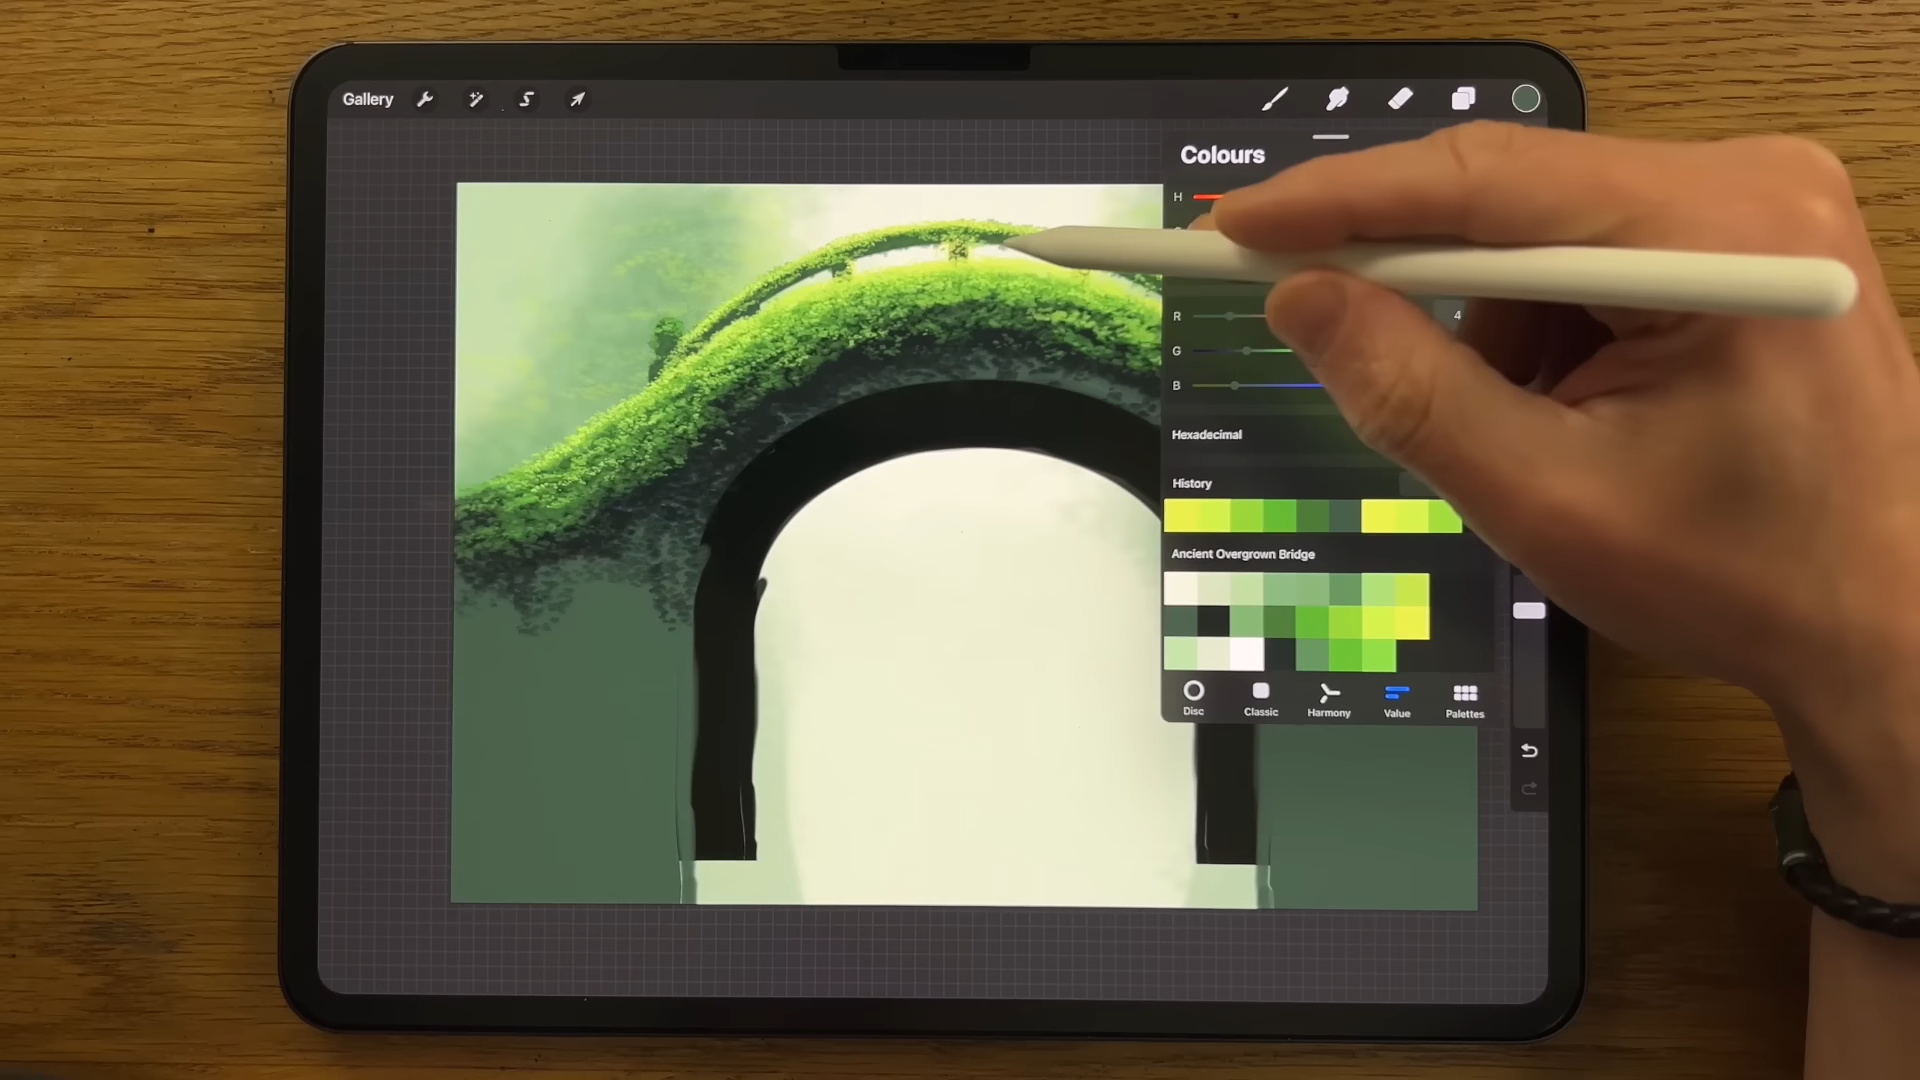 Gallery
Colours
H
R 4
G
B
Hexadecimal
History
Ancient Overgrown Bridge
Disc Classic Harmony Value Palettes